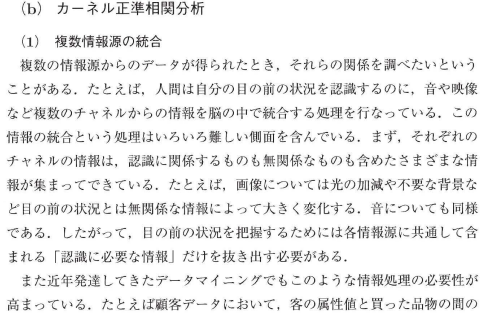 (b) カーネル正準相関分析
(1) 複数情報源の統合
複数の情報源からのデータが得られたとき，それらの関係を調べたいという
ことがある．たとえば，人間は自分の目の前の状況を認識するのに，音や映像
など複数のチャネルからの情報を脳の中で統合する処理を行なっている．この
情報の統合という処理はいろいろ難しい側面を含んでいる．まず，それぞれの
チャネルの情報は，認識に関係するものも無関係なものも含めたさまざまな情
報が集まってできている．たとえば，画像については光の加減や不要な背景な
ど目の前の状況とは無関係な情報によって大きく変化する．音についても同様
である．したがって，目の前の状況を把握するためには各情報源に共通して含
まれる「認識に必要な情報」だけを抜き出す必要がある．
また近年発達してきたデータマイニングでもこのような情報処理の必要性が
高まっている．たとえば顧客データにおいて，客の属性値と買った品物の間の